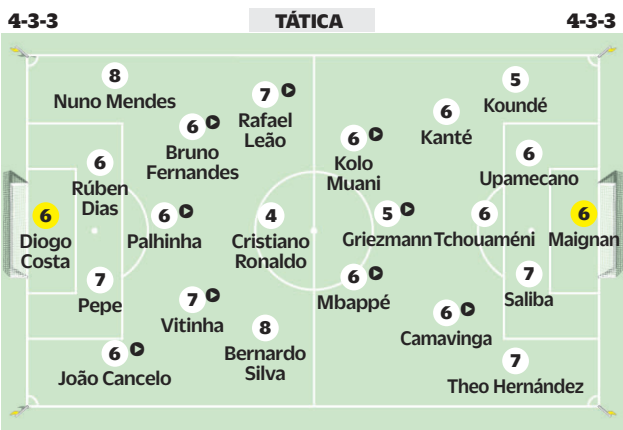 4-3-3 TÁTICA 4-3-3
8
Nuno Mendes
7
Rafael
Leão
6
Bruno
Fernandes
6
Rúben
Dias
6
Diogo
Costa
6
Palhinha
4
Cristiano
Ronaldo
7
Pepe
7
Vitinha
6
João Cancelo
8
Bernardo
Silva
5
Koundé
6
Kanté
6
Kolo
Muani
6
Upamecano
5
Griezmann
6
Tchouaméni
6
Maignan
6
Mbappé
7
Saliba
6
Camavinga
7
Theo Hernández